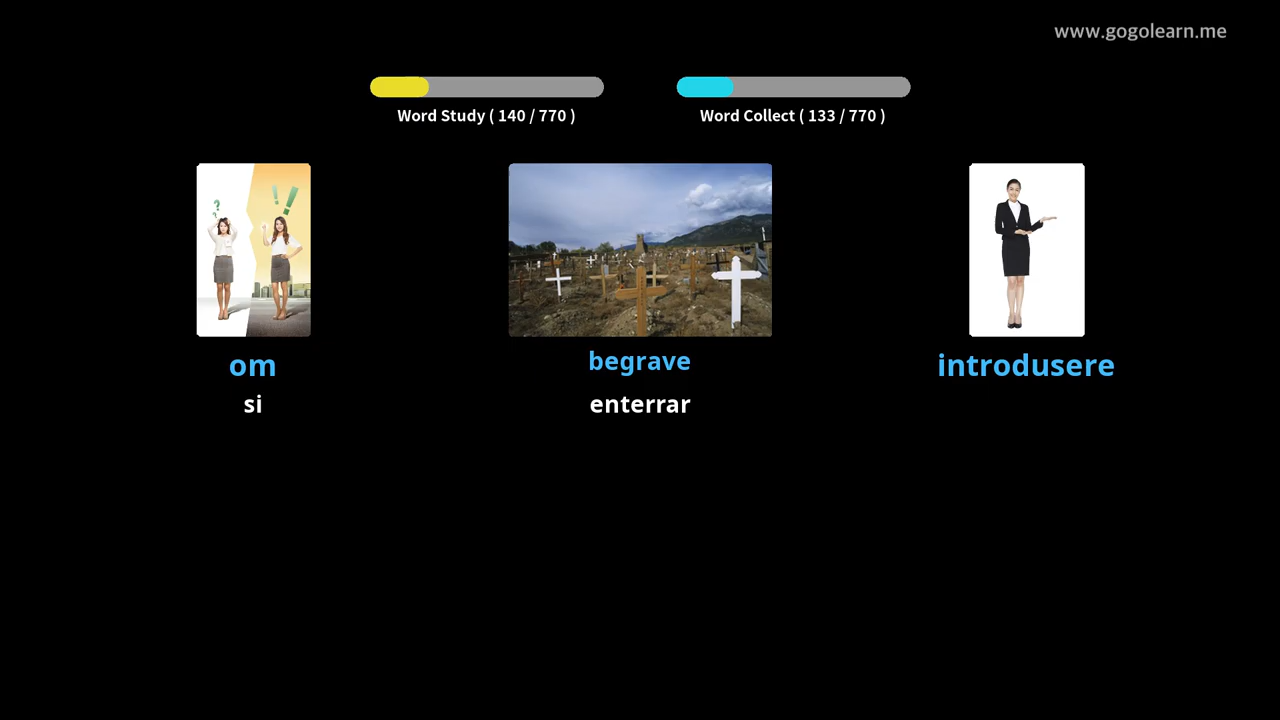 www.gogolearn.me
Word Study ( 140 / 770 )
Word Collect ( 133 / 770 )
om
begrave
introdusere
si
enterrar